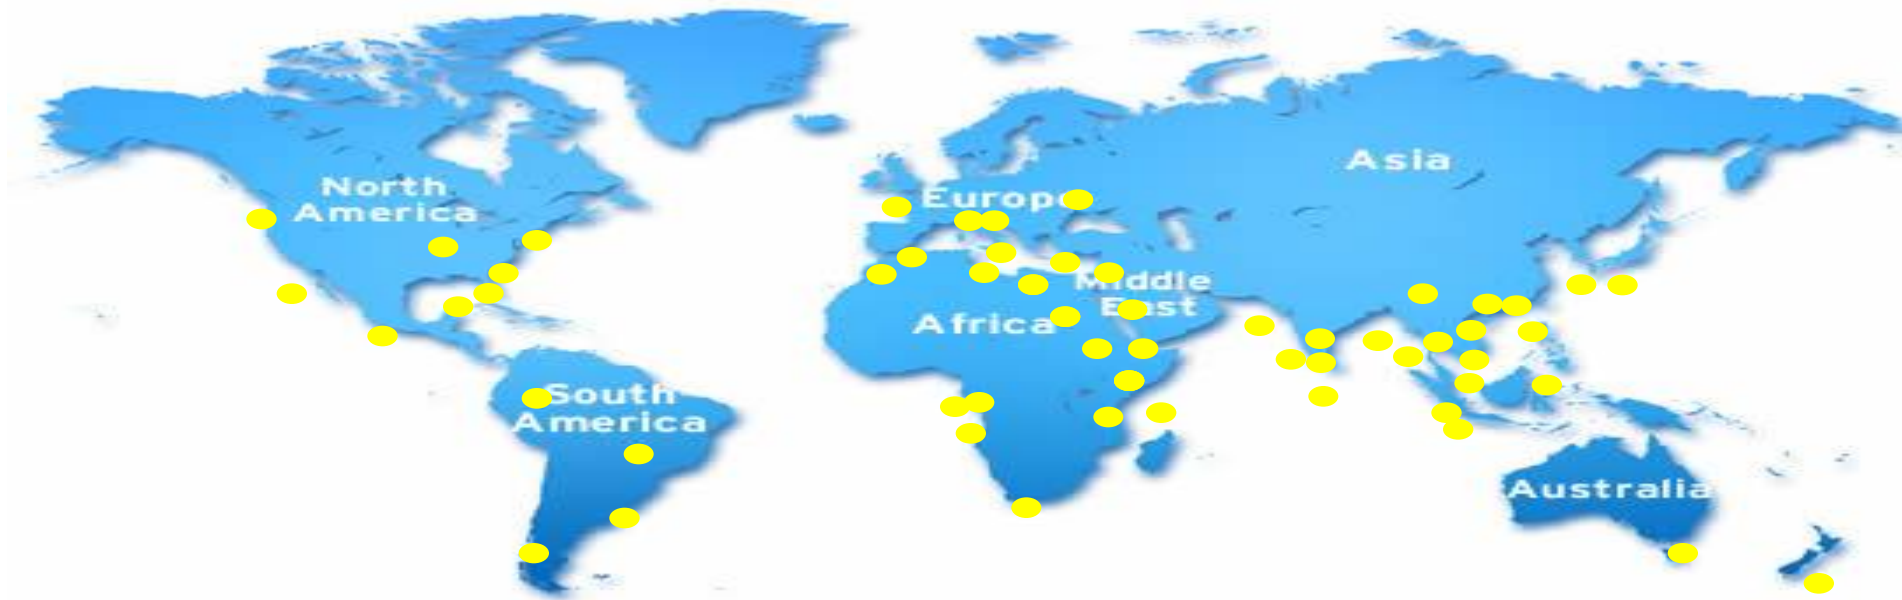 North
America
South
America
Europe
Africa
Middle
East
Asia
Australia